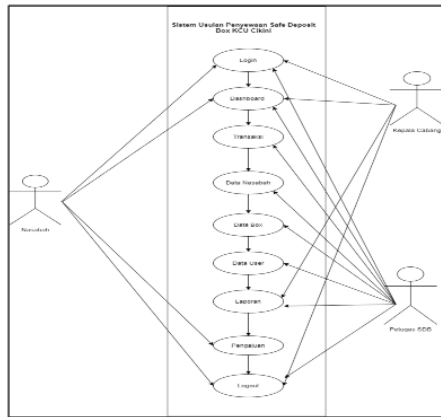 Sistem Usulan Penyewaan Safe Deposit
Box KCU Cikini
Login
Dashboard
Kepala Cabang
Transaksi
Data Nasabah
Nasabah
Data Box
Data User
Laporan
Petugas SDB
Pengajuan
Logout